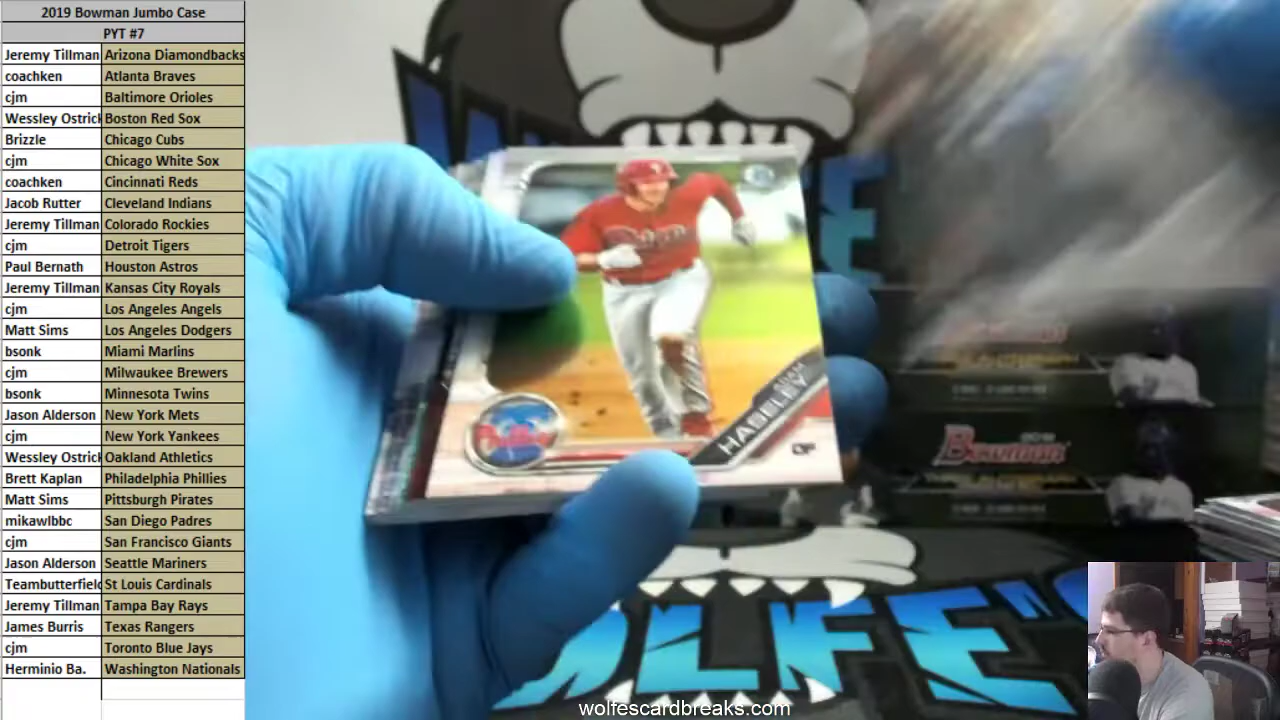 2019 Bowman Jumbo Case
PYT #7
Jeremy Tillman Arizona Diamondbacks
coachken Atlanta Braves
cjm Baltimore Orioles
Wessley Ostrick Boston Red Sox
Brizzle Chicago Cubs
cjm Chicago White Sox
coachken Cincinnati Reds
Jacob Rutter Cleveland Indians
Jeremy Tillman Colorado Rockies
cjm Detroit Tigers
Paul Bernath Houston Astros
Jeremy Tillman Kansas City Royals
cjm Los Angeles Angels
Matt Sims Los Angeles Dodgers
bsonk Miami Marlins
cjm Milwaukee Brewers
bsonk Minnesota Twins
Jason Alderson New York Mets
cjm New York Yankees
Wessley Ostrick Oakland Athletics
Brett Kaplan Philadelphia Phillies
Matt Sims Pittsburgh Pirates
mikawlbbc San Diego Padres
cjm San Francisco Giants
Jason Alderson Seattle Mariners
Teambutterfield St Louis Cardinals
Jeremy Tillman Tampa Bay Rays
James Burris Texas Rangers
cjm Toronto Blue Jays
Herminio Ba. Washington Nationals
HASELEY
OF
Phillies
Bowman
WOLFE'S
wolfescardbreaks.com